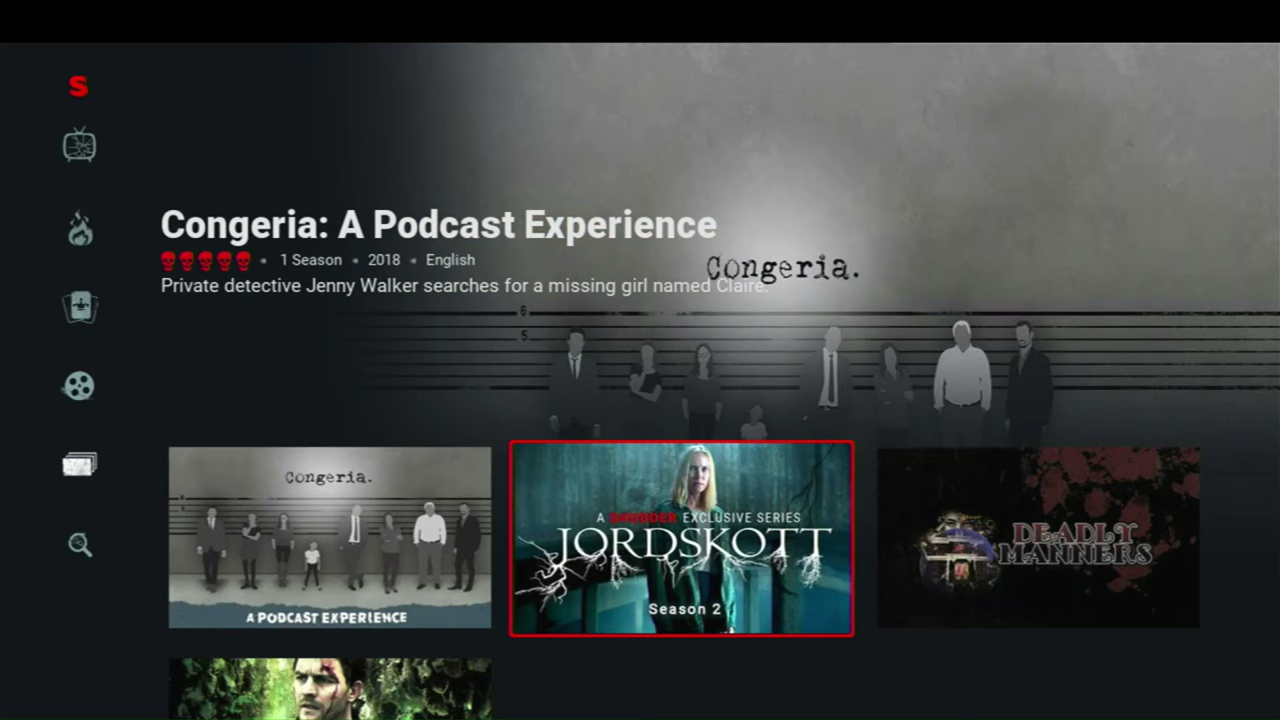 S
Congeria: A Podcast Experience
1 Season • 2018 • English
Private detective Jenny Walker searches for a missing girl named Claire.
Congeria.
6
5
Congeria.
A PODCAST EXPERIENCE
A SHUDDER EXCLUSIVE SERIES
JORDSKOTT
Season 2
DEADLY
MANNERS